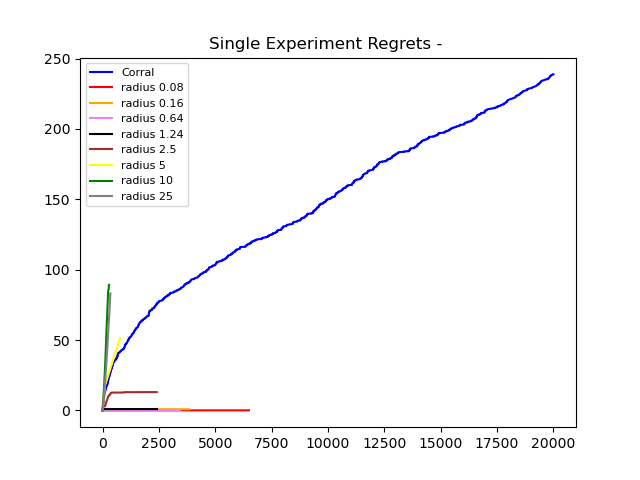 Single Experiment Regrets -
250
200
150
100
50
0
Corral
radius 0.08
radius 0.16
radius 0.64
radius 1.24
radius 2.5
radius 5
radius 10
radius 25
0 2500 5000 7500 10000 12500 15000 17500 20000